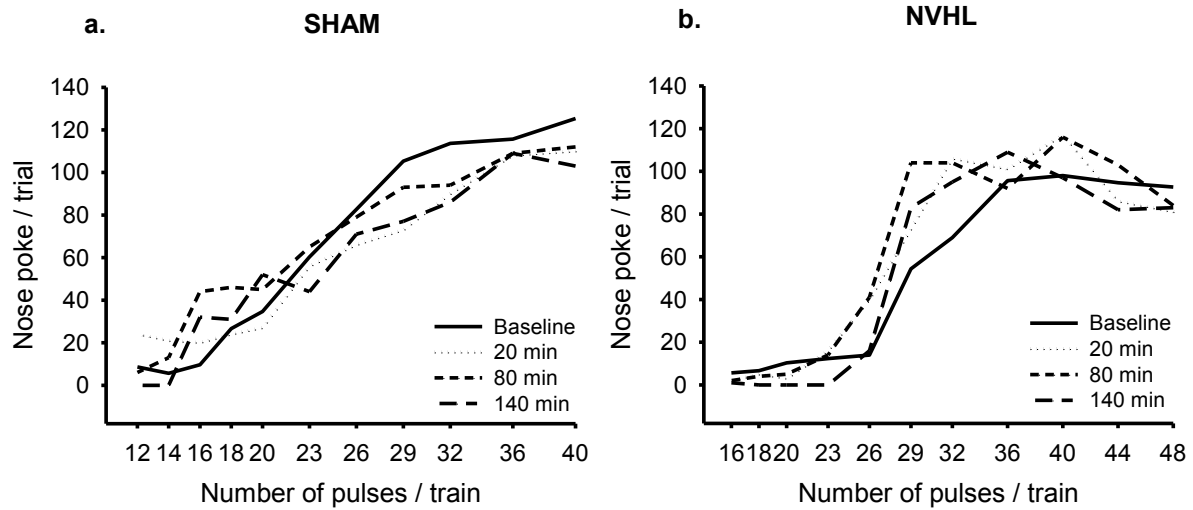 a.
SHAM
140
120
100
80
60
40
20
0
Nose poke / trial
Baseline
20 min
80 min
140 min
12 14 16 18 20 23 26 29 32 36 40
Number of pulses / train
b.
NVHL
140
120
100
80
60
40
20
0
Nose poke / trial
Baseline
20 min
80 min
140 min
16 18 20 23 26 29 32 36 40 44 48
Number of pulses / train